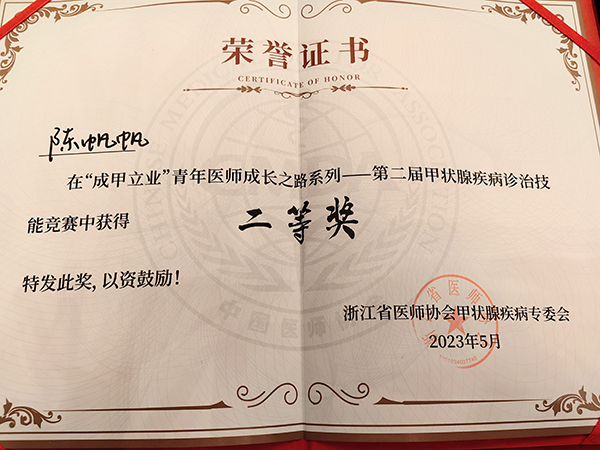 荣誉证书
CERTIFICATE OF HONOR
陈帆帆
在“成甲立业”青年医师成长之路系列——第二届甲状腺疾病诊治技
能竞赛中获得
二等奖
特发此奖，以资鼓励！
浙江省医师协会甲状腺疾病专委会
2023年5月